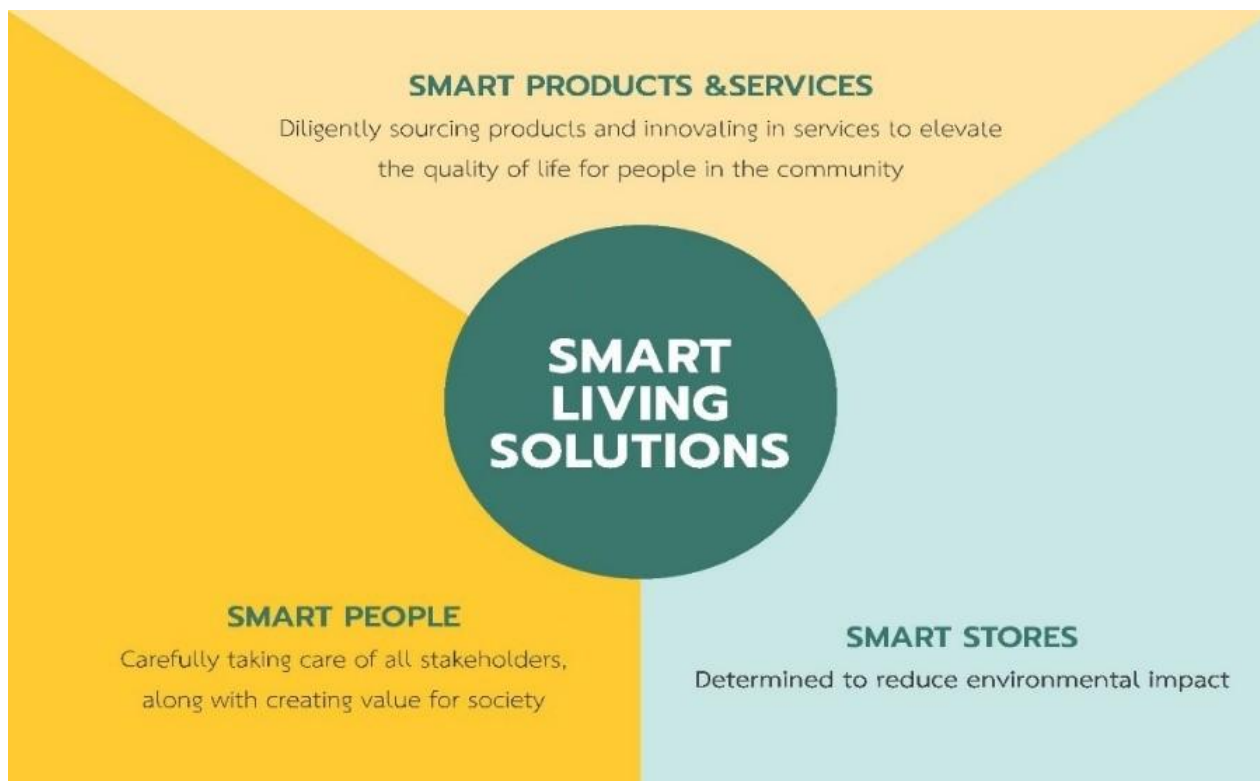 SMART PRODUCTS &SERVICES
Diligently sourcing products and innovating in services to elevate
the quality of life for people in the community
SMART
LIVING
SOLUTIONS
SMART PEOPLE
Carefully taking care of all stakeholders,
along with creating value for society
SMART STORES
Determined to reduce environmental impact